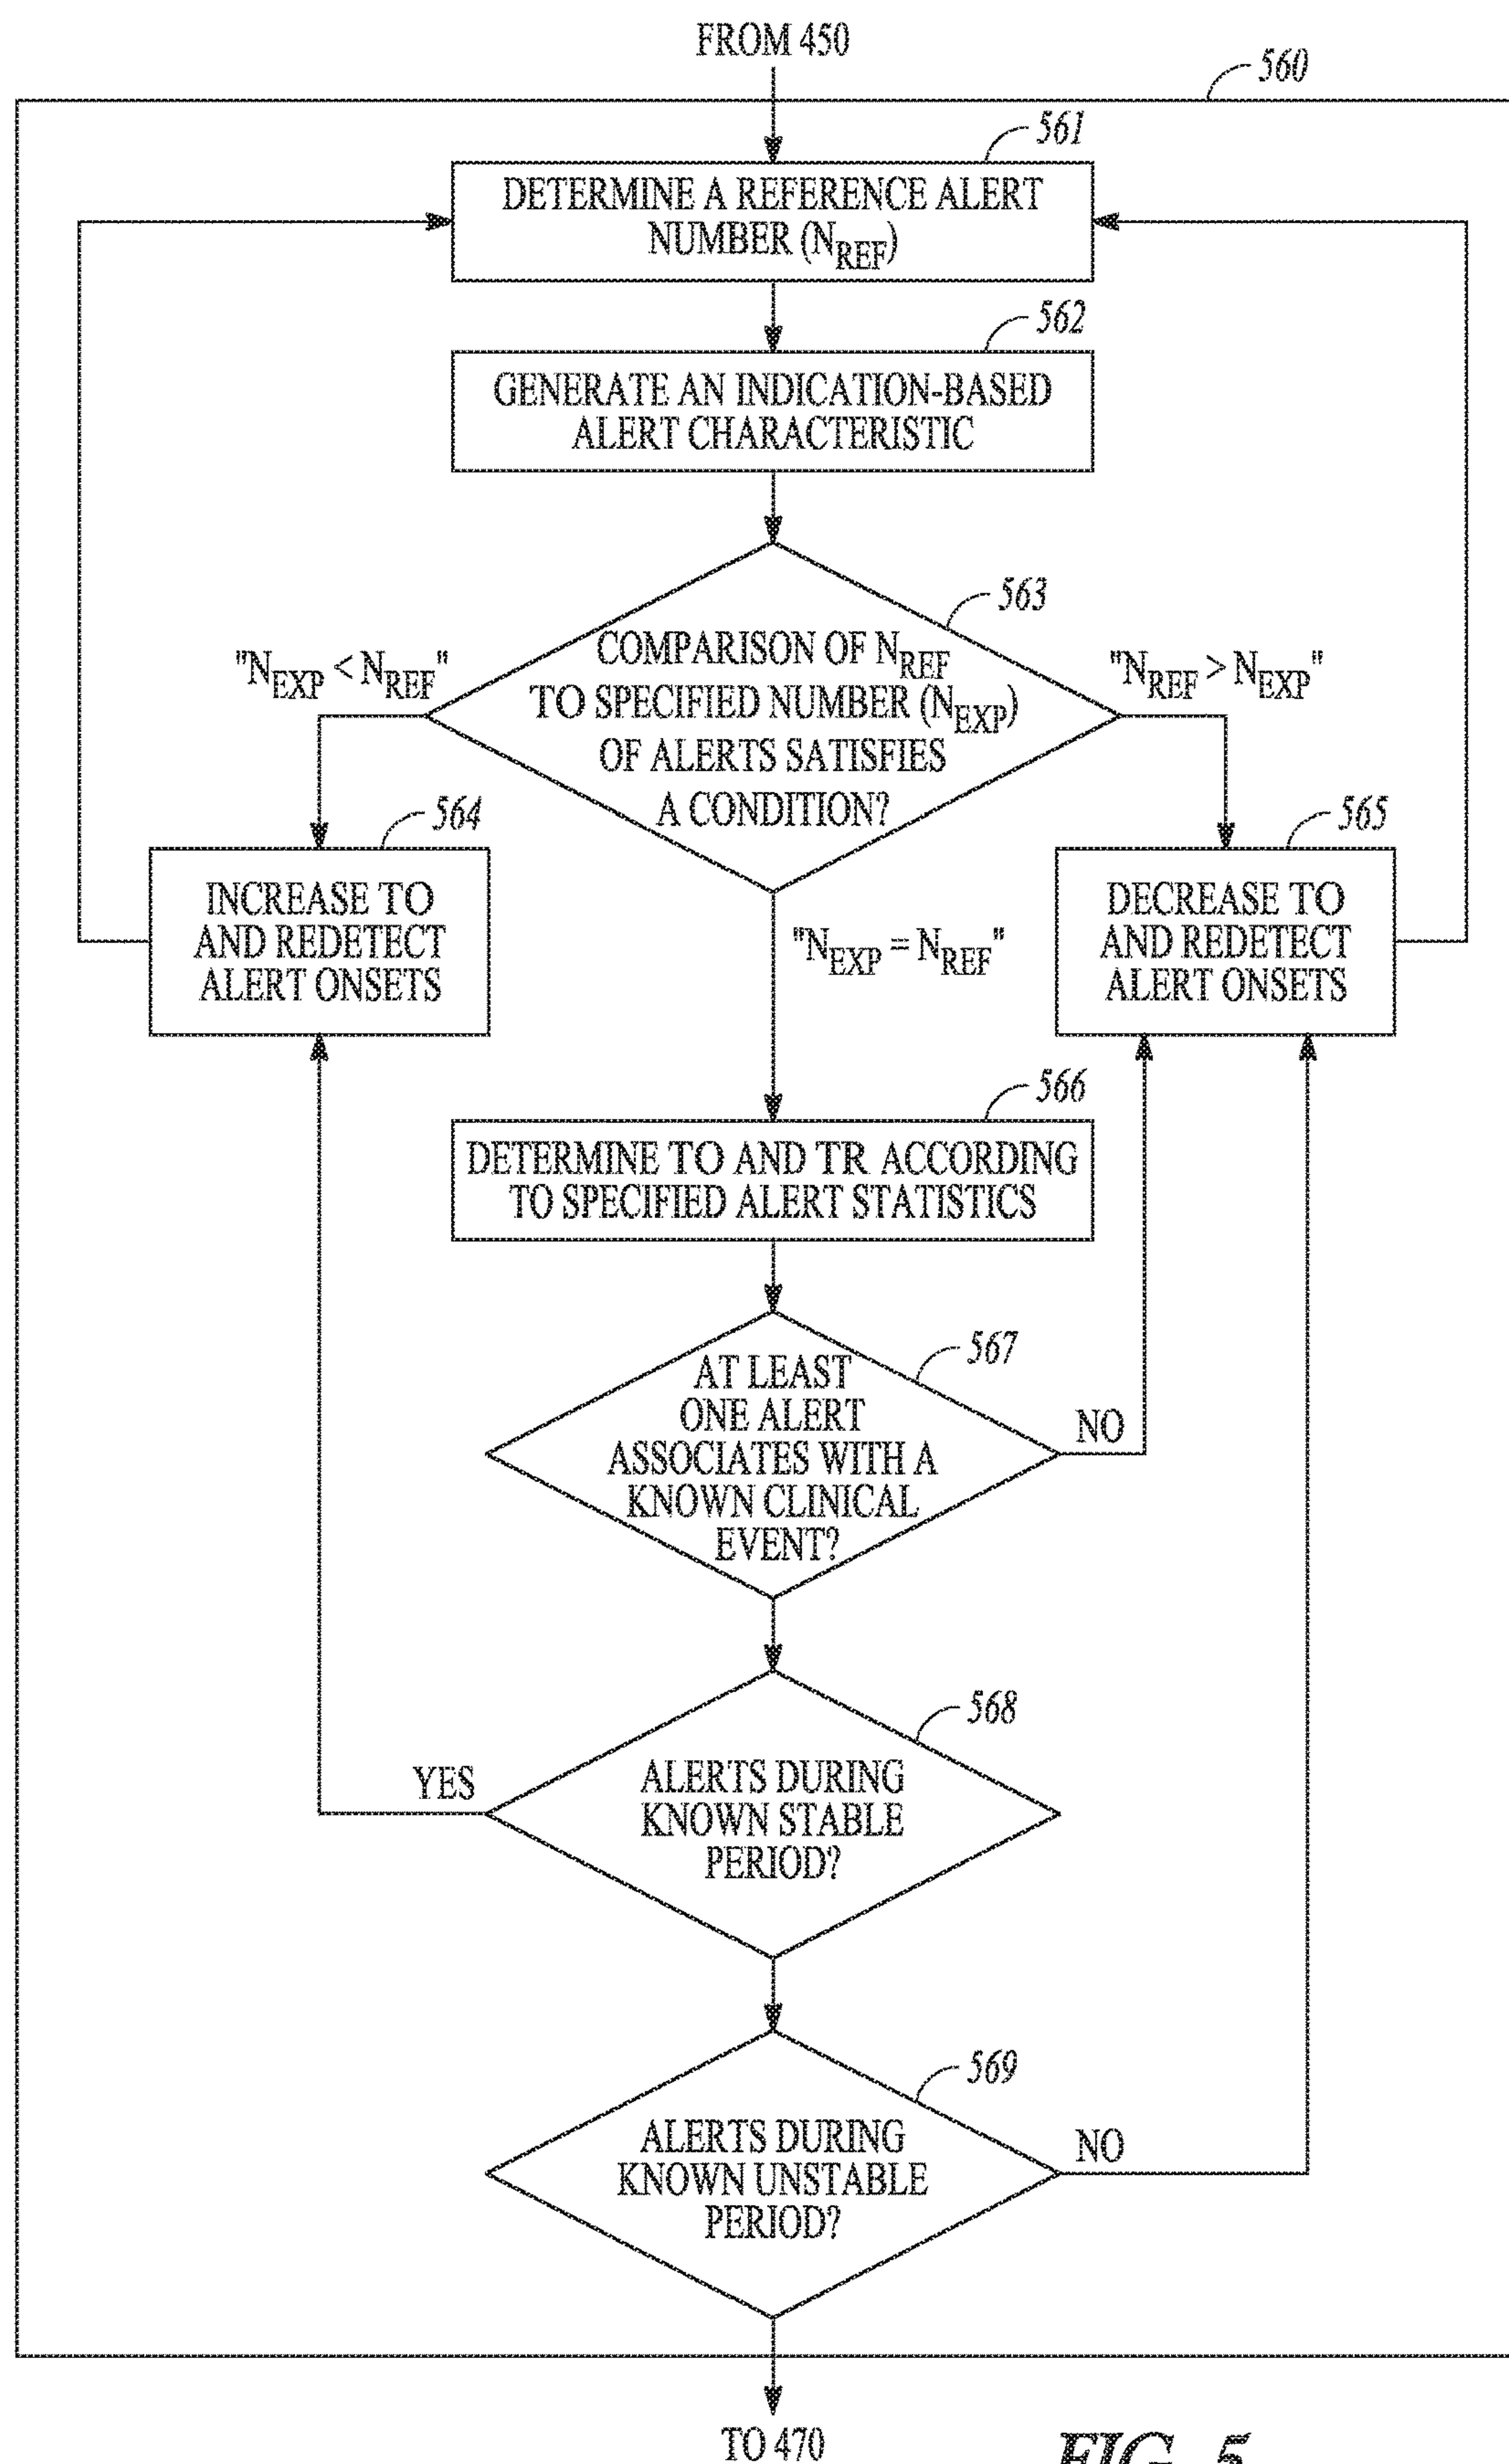 FROM 450
560
561
DETERMINE A REFERENCE ALERT
NUMBER (NREF)
562
GENERATE AN INDICATION-BASED
ALERT CHARACTERISTIC
563
COMPARISON OF NREF
TO SPECIFIED NUMBER (NEXP)
OF ALERTS SATISFIES
A CONDITION?
"NEXP < NREF"
"NREF > NEXP"
564
INCREASE TO
AND REDETECT
ALERT ONSETS
565
DECREASE TO
AND REDETECT
ALERT ONSETS
"NEXP = NREF"
566
DETERMINE TO AND TR ACCORDING
TO SPECIFIED ALERT STATISTICS
567
AT LEAST
ONE ALERT
ASSOCIATES WITH A
KNOWN CLINICAL
EVENT?
NO
568
ALERTS DURING
KNOWN STABLE
PERIOD?
YES
569
ALERTS DURING
KNOWN UNSTABLE
PERIOD?
NO
TO 470
FIG. 5